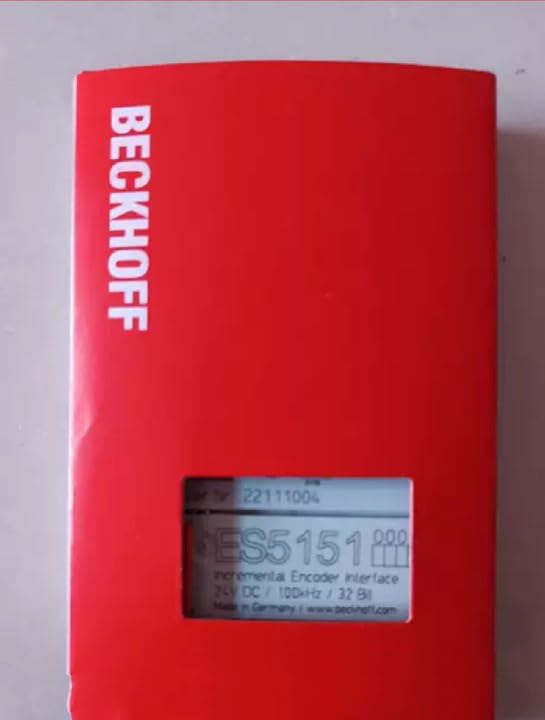 BECKHOFF
22111004
ES5151
Incremental Encoder Interface
24V DC / 100kHz / 32 Bit
Made in Germany / www.beckhoff.com